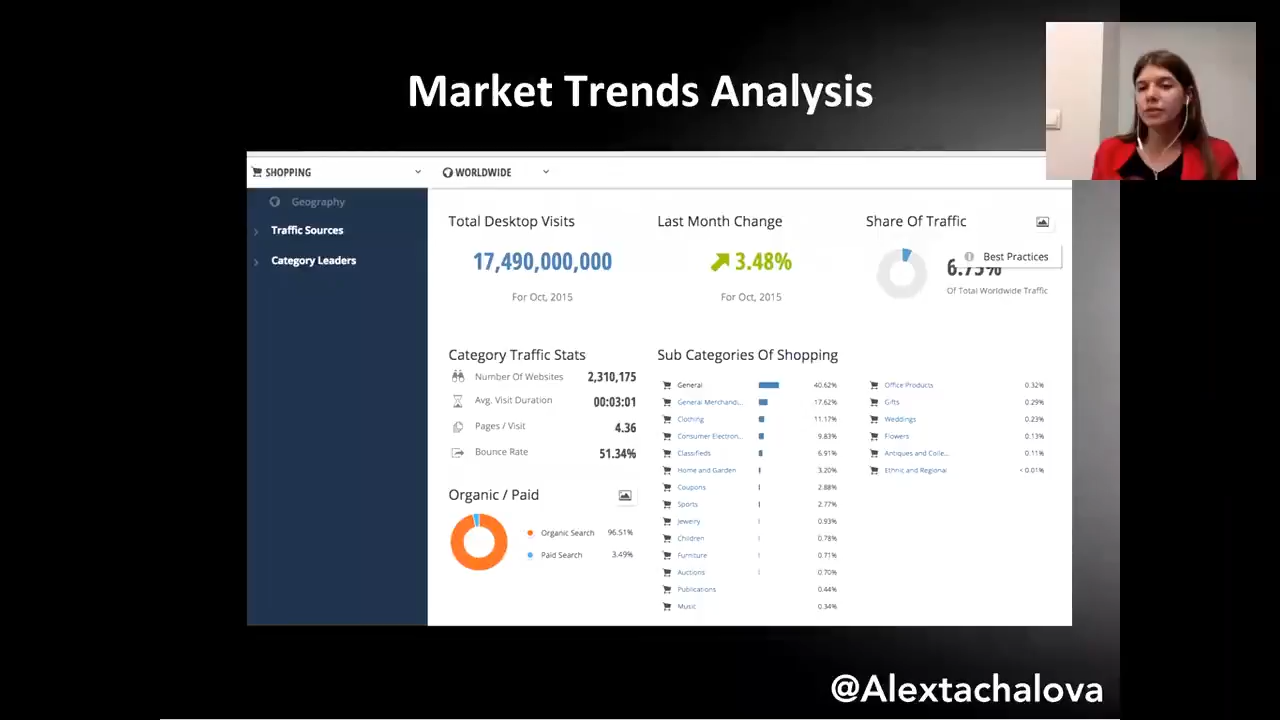 Market Trends Analysis
SHOPPING
WORLDWIDE
Geography
Traffic Sources
Category Leaders
Total Desktop Visits
17,490,000,000
For Oct, 2015
Last Month Change
3.48%
For Oct, 2015
Share Of Traffic
Best Practices
Of Total Worldwide Traffic
Category Traffic Stats
Number Of Websites 2,310,175
Avg. Visit Duration 00:03:01
Pages / Visit 4.36
Bounce Rate 51.34%
Organic / Paid
Organic Search 96.51%
Paid Search 3.49%
Sub Categories Of Shopping
General 40.62%
General Merchandi... 17.62%
Clothing 11.17%
Consumer Electron... 9.83%
Classifieds 6.91%
Home and Garden 3.20%
Coupons 2.88%
Sports 2.77%
Jewelry 0.93%
Children 0.78%
Furniture 0.71%
Auctions 0.70%
Publications 0.44%
Music 0.34%
Office Products 0.32%
Gifts 0.29%
Weddings 0.23%
Flowers 0.13%
Antiques and Colle... 0.11%
Ethnic and Regional < 0.01%
@Alextachalova